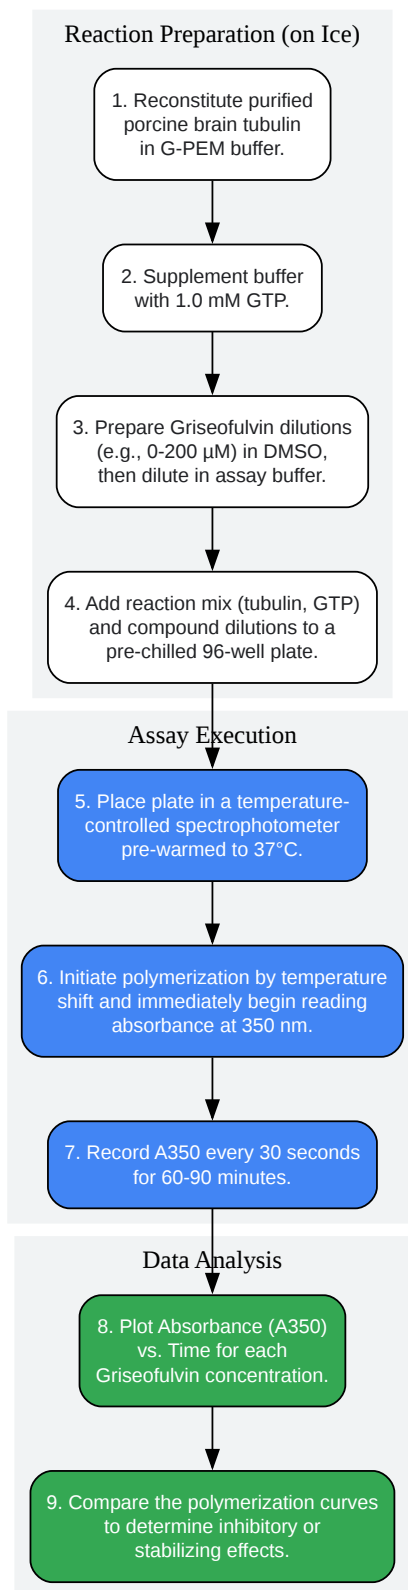 Reaction Preparation (on Ice)
1. Reconstitute purified
porcine brain tubulin
in G-PEM buffer.
2. Supplement buffer
with 1.0 mM GTP.
3. Prepare Griseofulvin dilutions
(e.g., 0-200 µM) in DMSO,
then dilute in assay buffer.
4. Add reaction mix (tubulin, GTP)
and compound dilutions to a
pre-chilled 96-well plate.
Assay Execution
5. Place plate in a temperature-
controlled spectrophotometer
pre-warmed to 37°C.
6. Initiate polymerization by temperature
shift and immediately begin reading
absorbance at 350 nm.
7. Record A350 every 30 seconds
for 60-90 minutes.
Data Analysis
8. Plot Absorbance (A350)
vs. Time for each
Griseofulvin concentration.
9. Compare the polymerization curves
to determine inhibitory or
stabilizing effects.